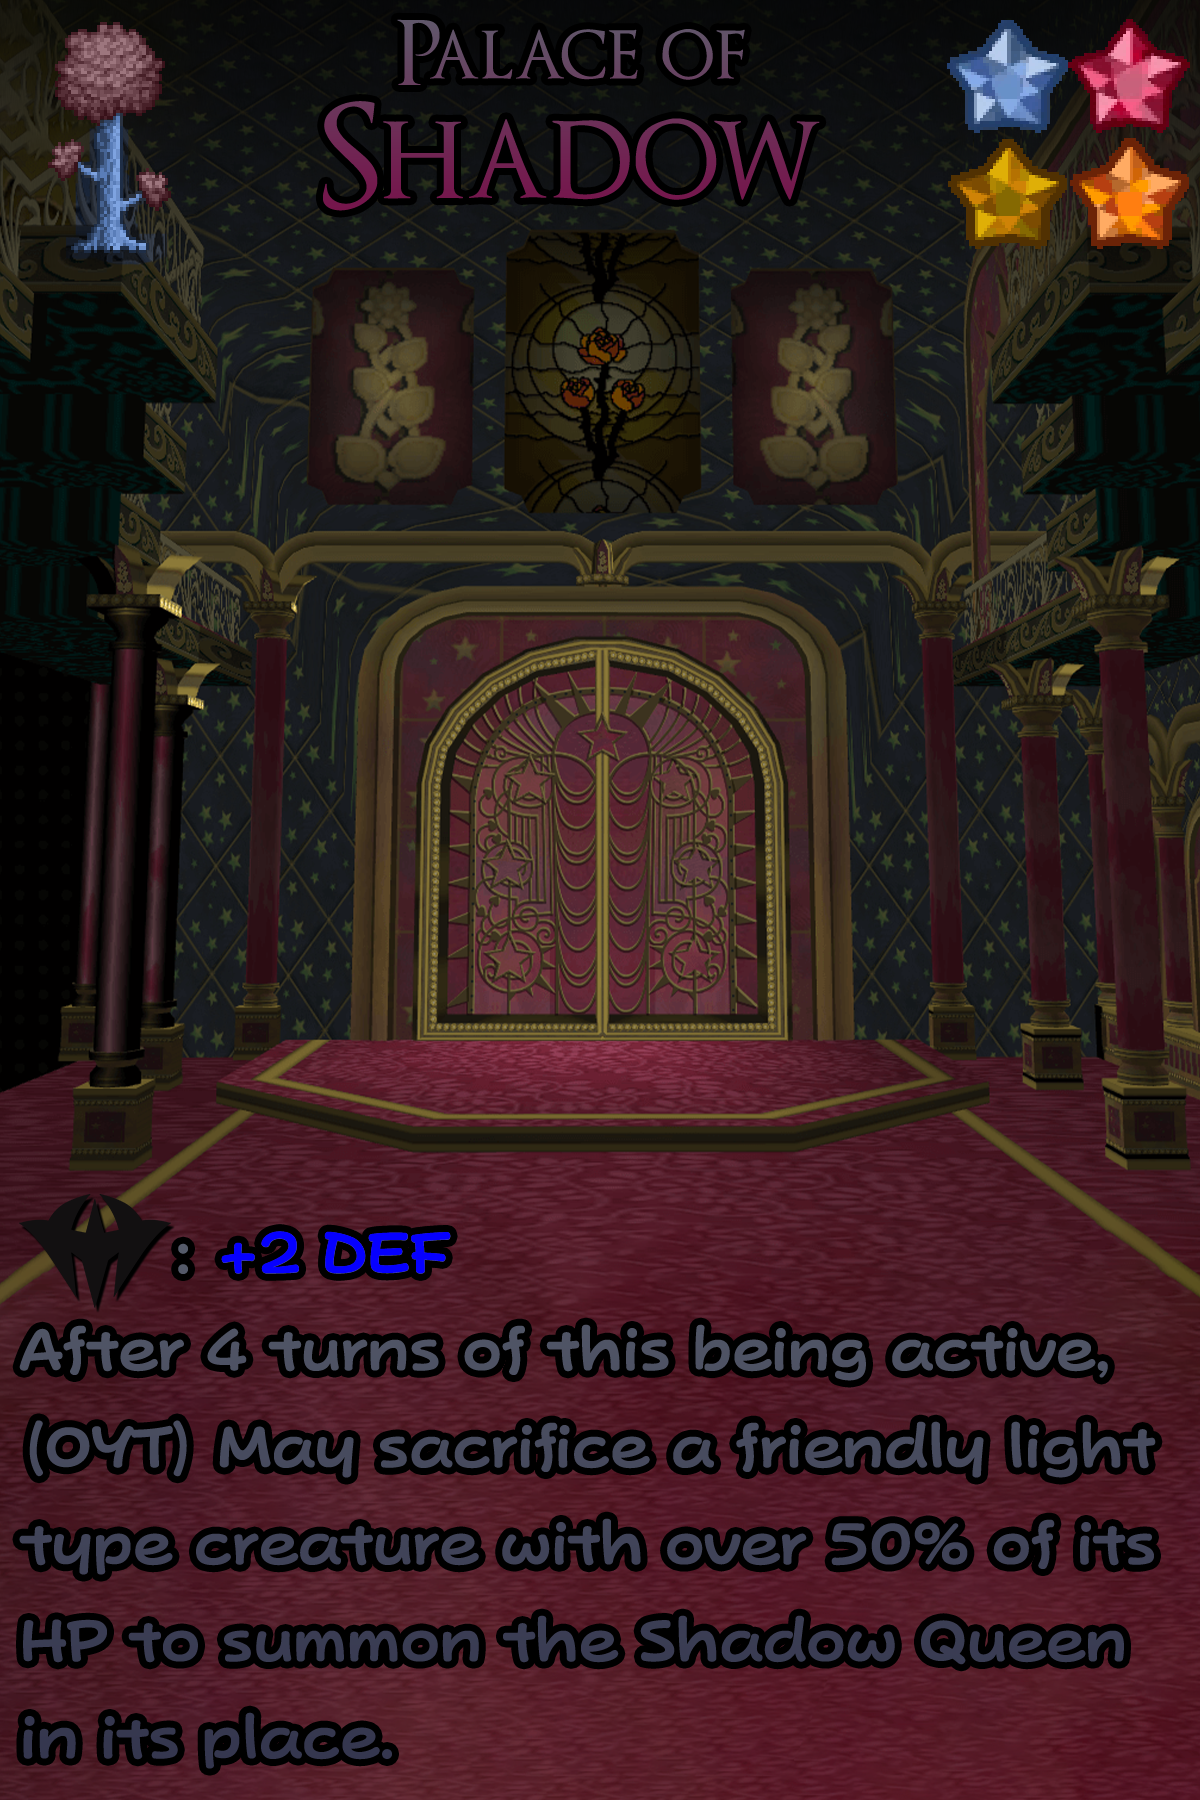 Palace of
Shadow
: +2 DEF
After 4 turns of this being active,
(OYT) May sacrifice a friendly light
type creature with over 50% of its
HP to summon the Shadow Queen
in its place.